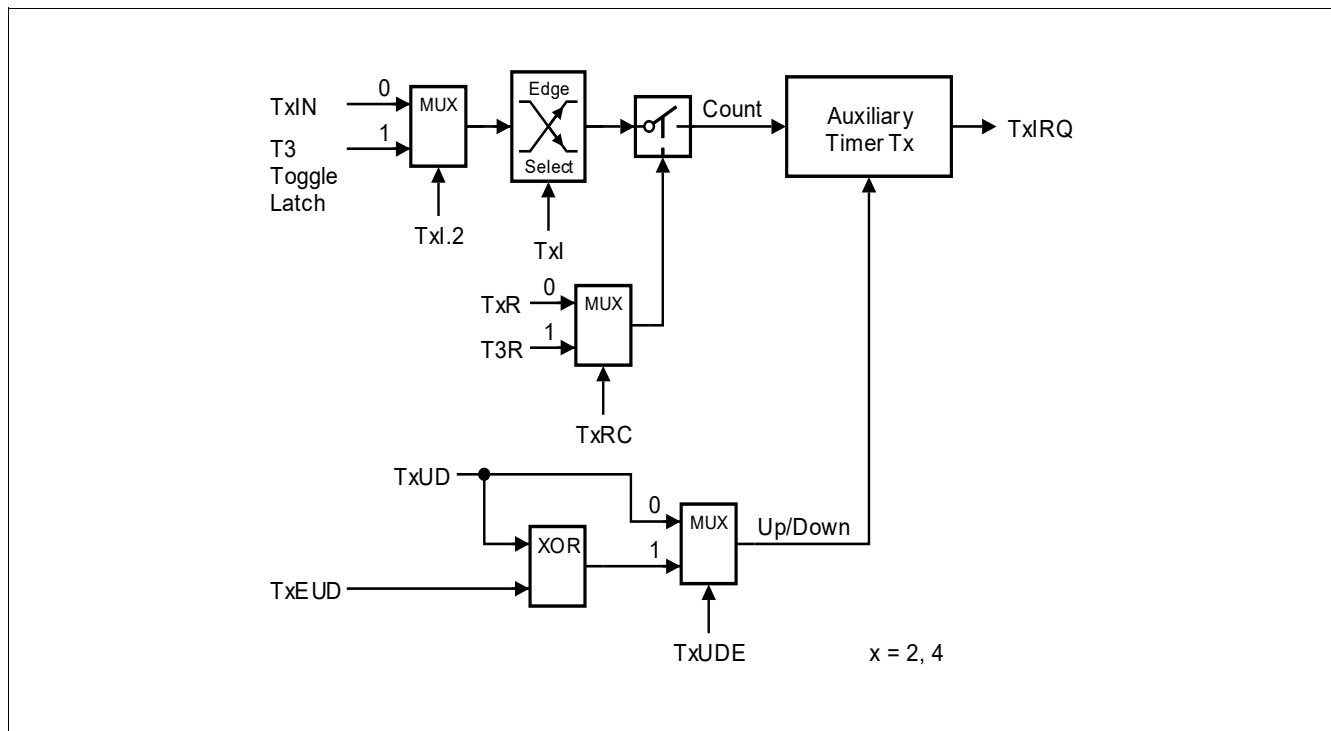 0
TxIN
MUX
1
T3
Toggle
Latch
TxI.2
Edge
Select
TxI
Count
Auxiliary
Timer Tx
TxIRQ
0
TxR
MUX
1
T3R
TxRC
TxUD
0
MUX
Up/Down
XOR
1
TxEUD
TxUDE
x = 2, 4